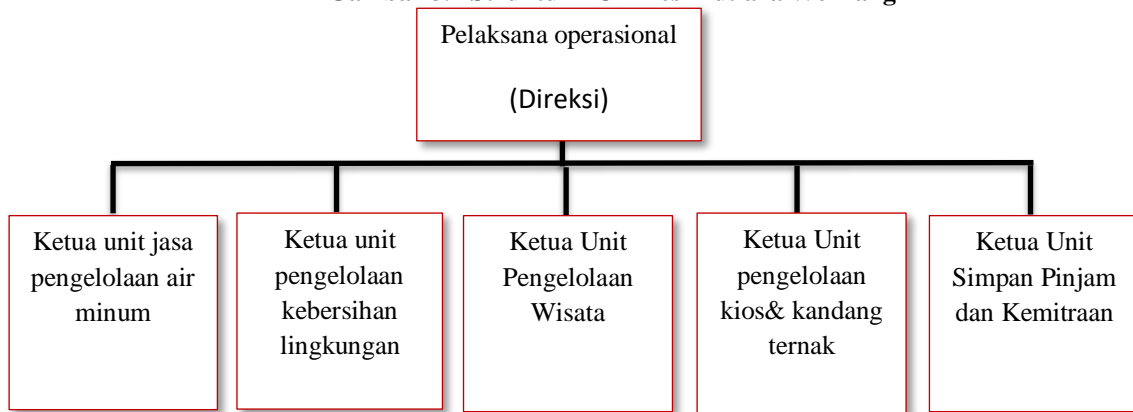 Pelaksana operasional
(Direksi)
Ketua unit jasa
pengelolaan air
minum
Ketua unit
pengelolaan
kebersihan
lingkungan
Ketua Unit
Pengelolaan
Wisata
Ketua Unit
pengelolaan
kios& kandang
ternak
Ketua Unit
Simpan Pinjam
dan Kemitraan